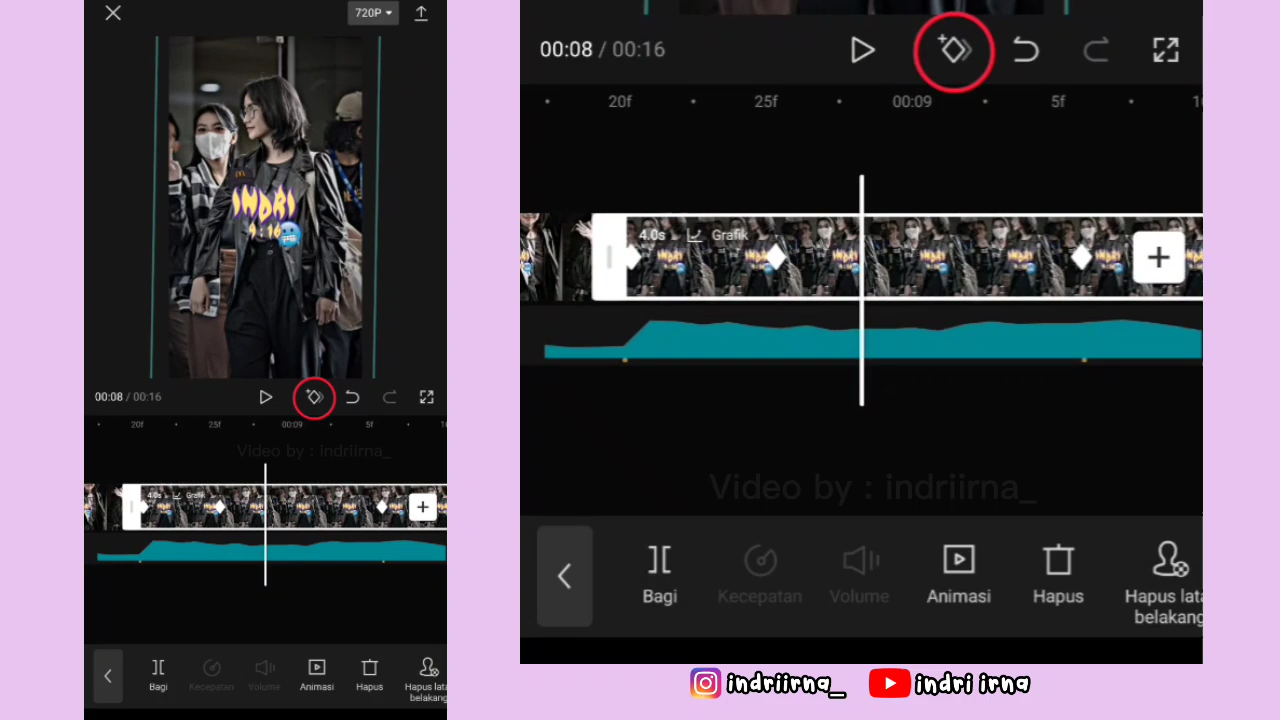 720P
INDRI
9:16
00:08 / 00:16
20f 25f 00:09 5f
Video by : indriirna_
4.0s Grafik
Bagi Kecepatan Volume Animasi Hapus Hapus lata
belakang
00:08 / 00:16
20f 25f 00:09 5f
4.0s Grafik
Video by : indriirna_
Bagi Kecepatan Volume Animasi Hapus Hapus lata
belakang
indriirna_ indri irna